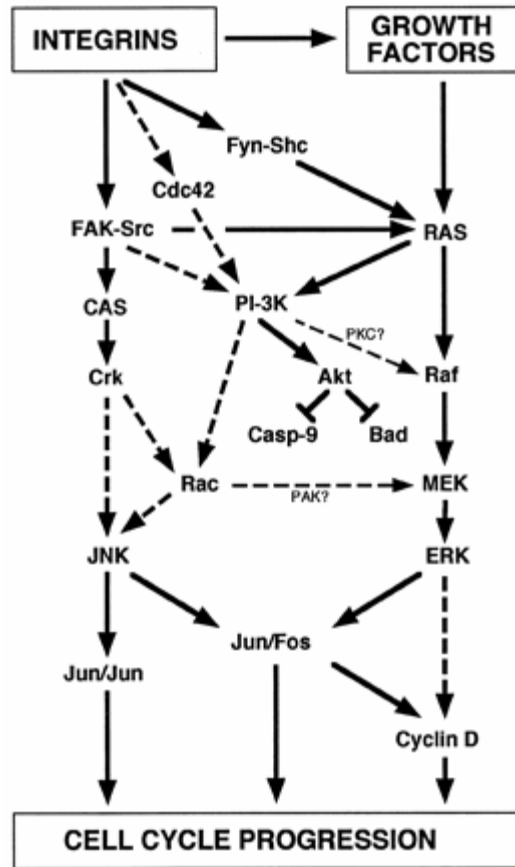 INTEGRINS
GROWTH
FACTORS
Fyn-Shc
Cdc42
FAK-Src
RAS
CAS
PI-3K
PKC?
Crk
Akt
Raf
Casp-9
Bad
Rac
PAK?
MEK
JNK
ERK
Jun/Fos
Jun/Jun
Cyclin D
CELL CYCLE PROGRESSION